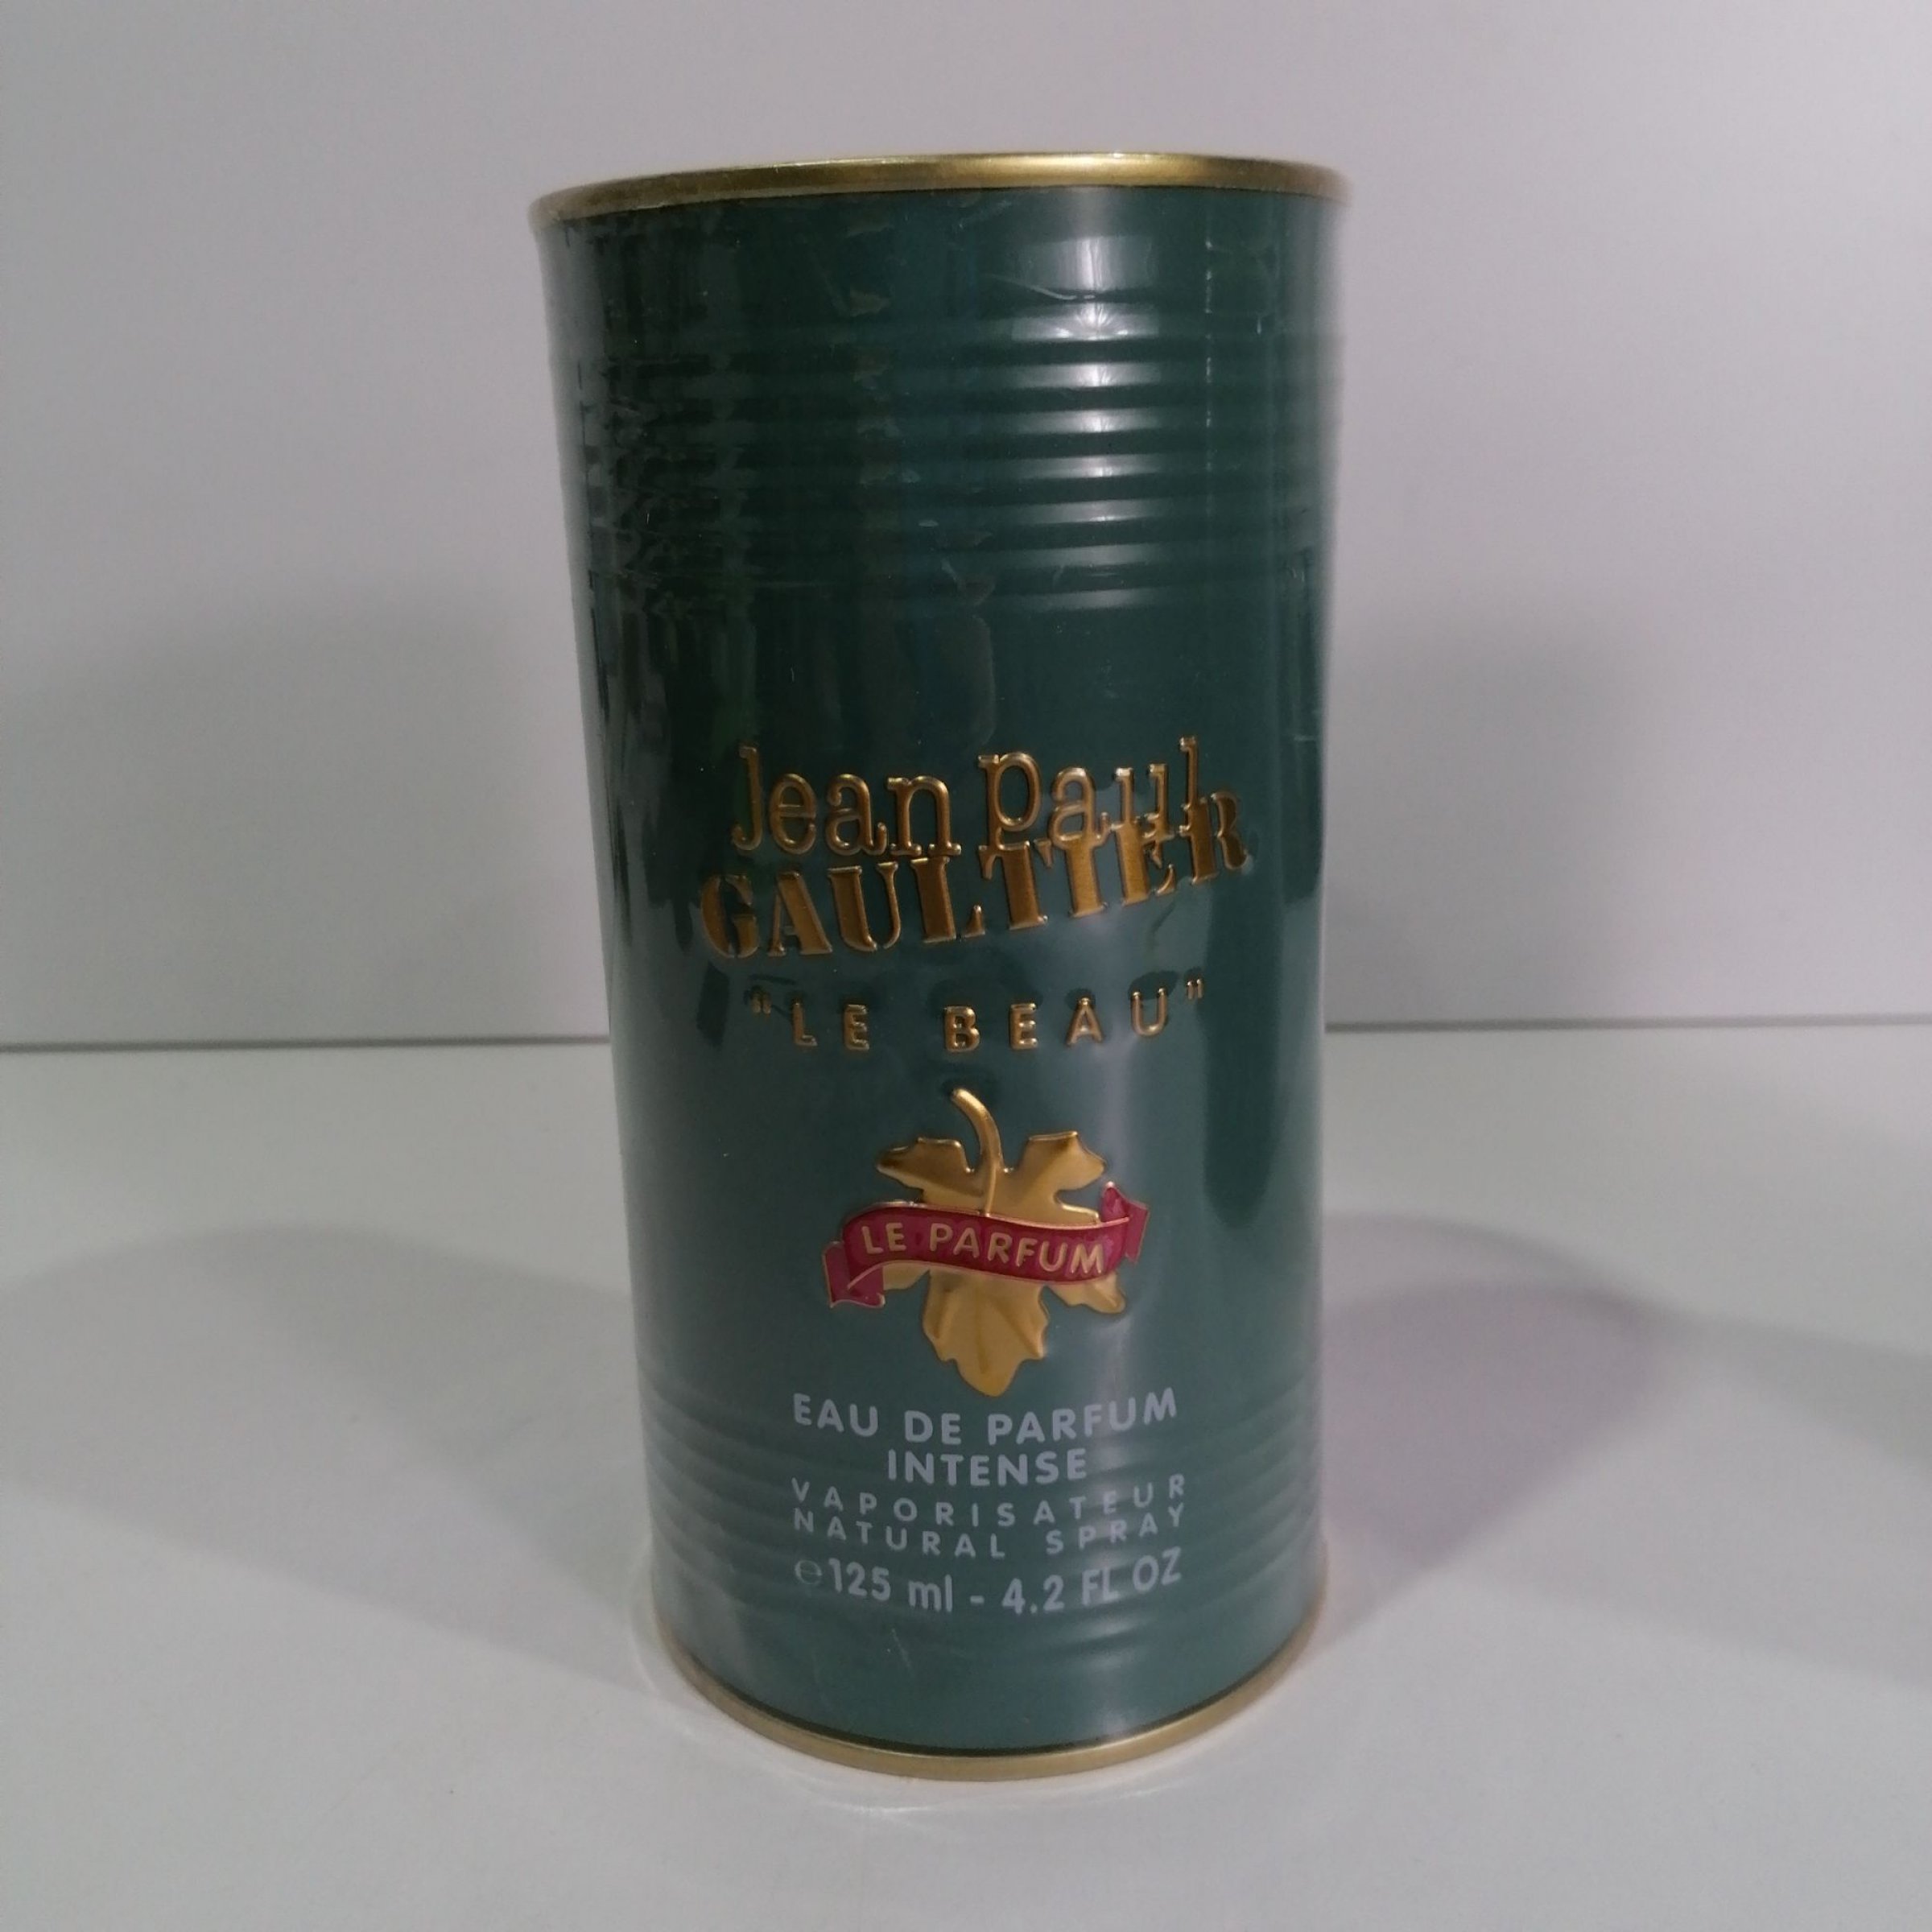 Jean Paul
GAULTIER
"LE BEAU"
LE PARFUM
EAU DE PARFUM
INTENSE
VAPORISATEUR
NATURAL SPRAY
℮125 ml - 4.2 FL OZ